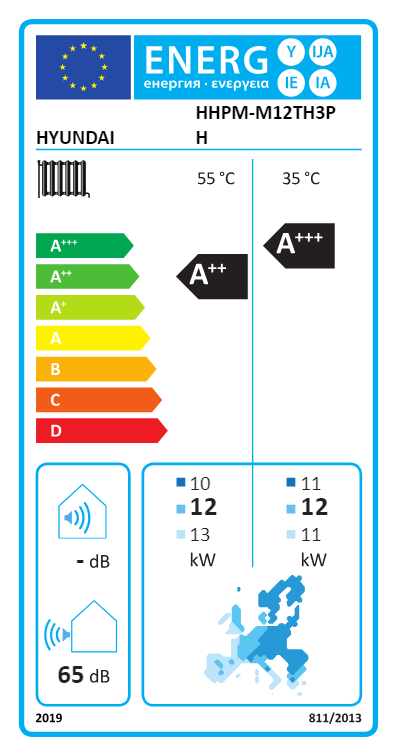 ENERG Y IJA
енергия · ενεργεια IE IA
HHPM-M12TH3P
HYUNDAI H
55 °C 35 °C
A+++
A+++
A++
A++
A+
A
B
C
D
10 11
12 12
13 11
kW kW
- dB
65 dB
2019 811/2013